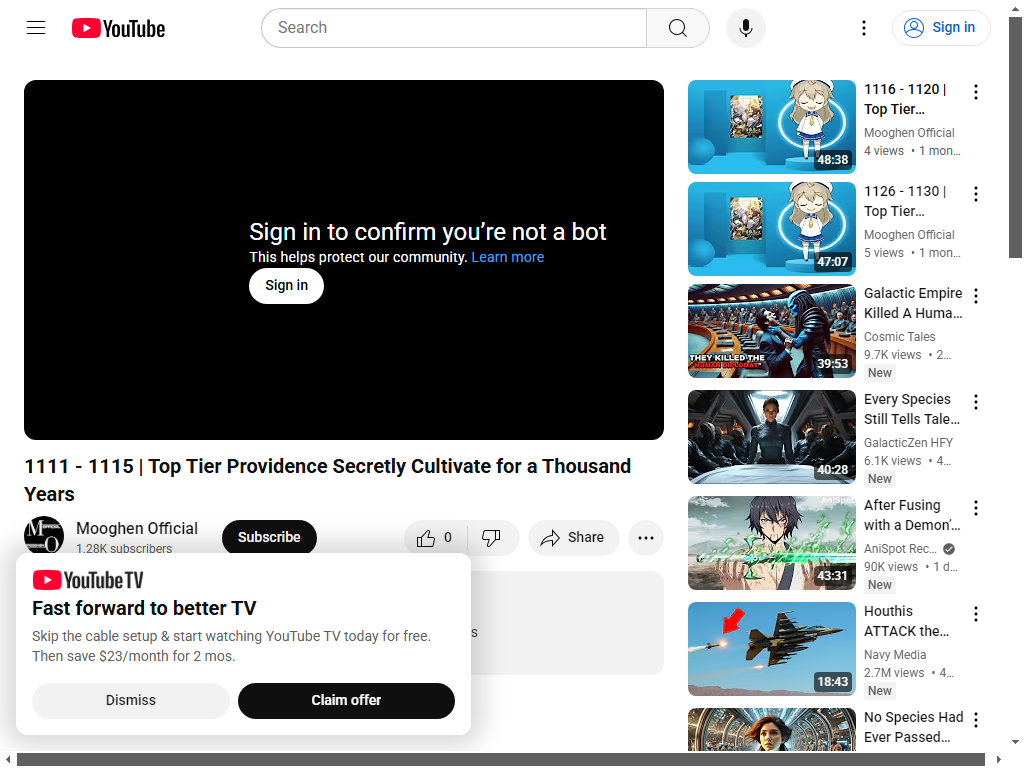 YouTube
Search
Sign in
Sign in to confirm you’re not a bot
This helps protect our community. Learn more
Sign in
1111 - 1115 | Top Tier Providence Secretly Cultivate for a Thousand
Years
Mooghen Official
1.28K subscribers
Subscribe
0
Share
YouTube TV
Fast forward to better TV
Skip the cable setup & start watching YouTube TV today for free.
Then save $23/month for 2 mos.
Dismiss
Claim offer
1116 - 1120 |
Top Tier…
Mooghen Official
4 views • 1 mon…
48:38
1126 - 1130 |
Top Tier…
Mooghen Official
5 views • 1 mon…
47:07
THEY KILLED THE
HUMAN DIPLOMAT
39:53
Galactic Empire
Killed A Huma…
Cosmic Tales
9.7K views • 2…
New
40:28
Every Species
Still Tells Tale…
GalacticZen HFY
6.1K views • 4…
New
AniSpot
43:31
After Fusing
with a Demon’…
AniSpot Rec…
90K views • 1 d…
New
18:43
Houthis
ATTACK the…
Navy Media
2.7M views • 4…
New
No Species Had
Ever Passed…